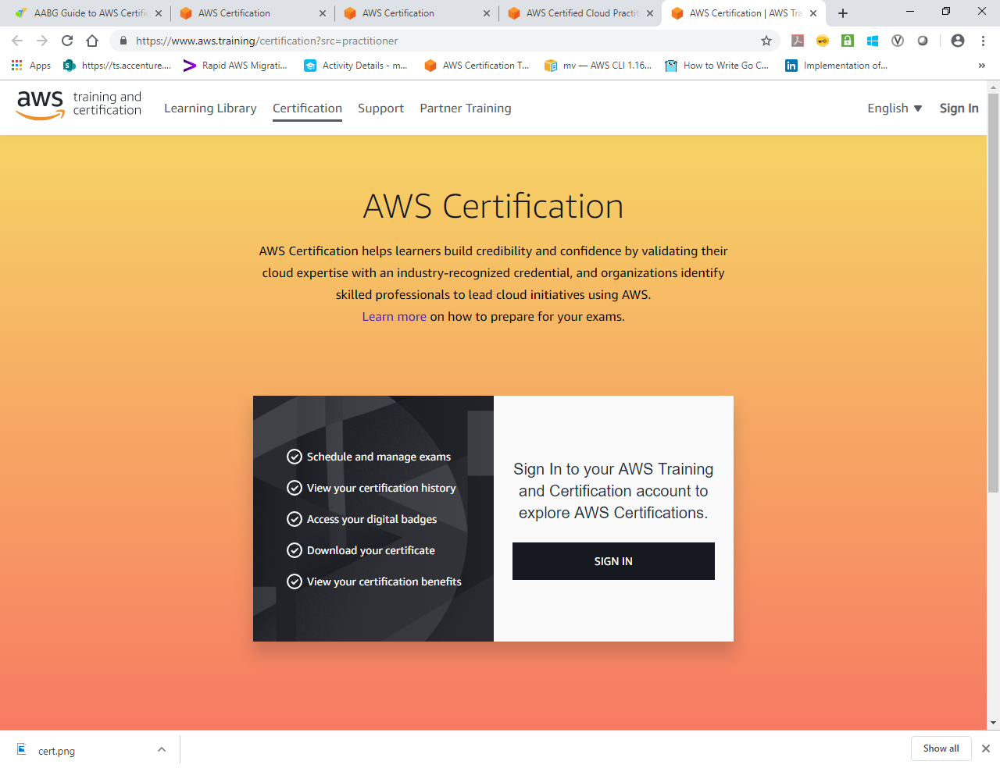 AABG Guide to AWS Certific
AWS Certification
AWS Certification
AWS Certified Cloud Practit
AWS Certification | AWS Tra
https://www.aws.training/certification?src=practitioner
Apps
https://ts.accenture....
Rapid AWS Migrati...
Activity Details - m...
AWS Certification T...
mv — AWS CLI 1.16...
How to Write Go C...
Implementation of...
»
aws training and
certification
Learning Library
Certification
Support
Partner Training
English
Sign In
AWS Certification
AWS Certification helps learners build credibility and confidence by validating their
cloud expertise with an industry-recognized credential, and organizations identify
skilled professionals to lead cloud initiatives using AWS.
Learn more on how to prepare for your exams.
Schedule and manage exams
View your certification history
Access your digital badges
Download your certificate
View your certification benefits
Sign In to your AWS Training
and Certification account to
explore AWS Certifications.
SIGN IN
cert.png
Show all